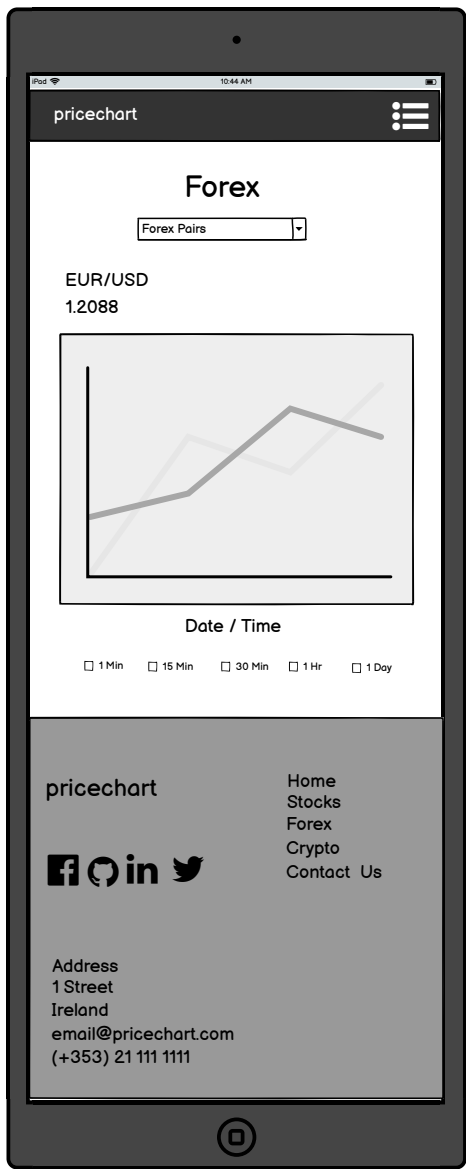 iPad
10:44 AM
pricechart
Forex
Forex Pairs
EUR/USD
1.2088
Date / Time
1 Min 15 Min 30 Min 1 Hr 1 Day
pricechart
Home
Stocks
Forex
Crypto
Contact Us
Address
1 Street
Ireland
email@pricechart.com
(+353) 21 111 1111